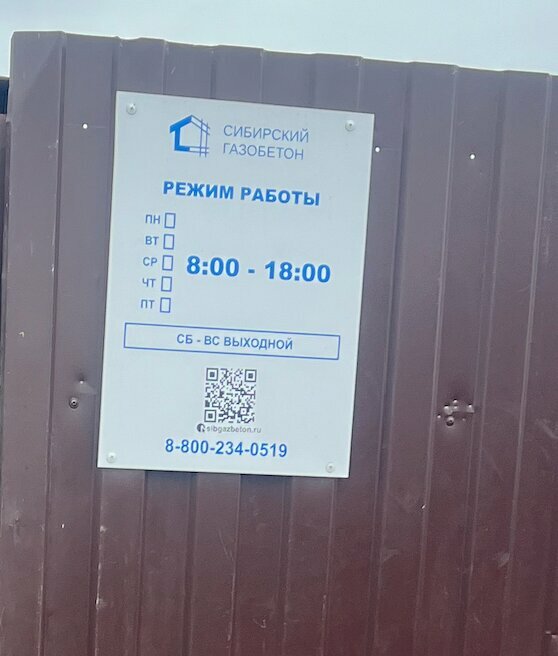 СИБИРСКИЙ
ГАЗОБЕТОН
РЕЖИМ РАБОТЫ
ПН
ВТ
СР
ЧТ
ПТ
8:00 - 18:00
СБ - ВС ВЫХОДНОЙ
sibgazbeton.ru
8-800-234-0519